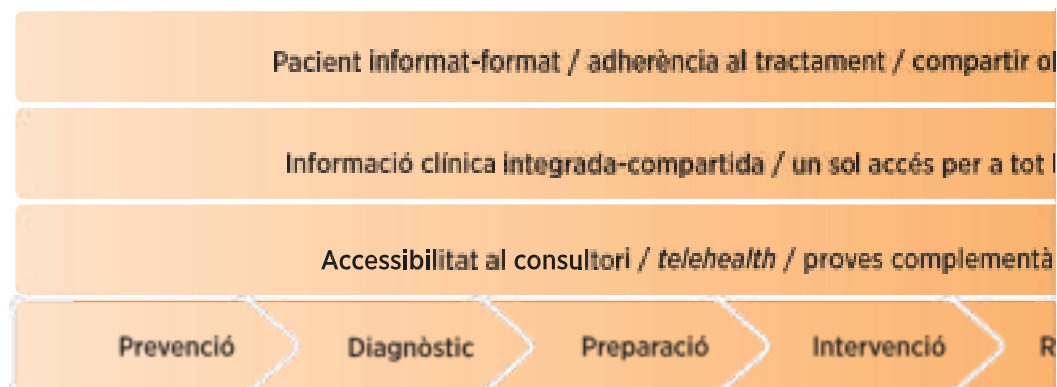 Pacient informat-format / adherència al tractament / compartir
Informació clínica integrada-compartida / un sol accés per a tot
Accessibilitat al consultori / telehealth / proves
Prevenció Diagnòstic Preparació Intervenció